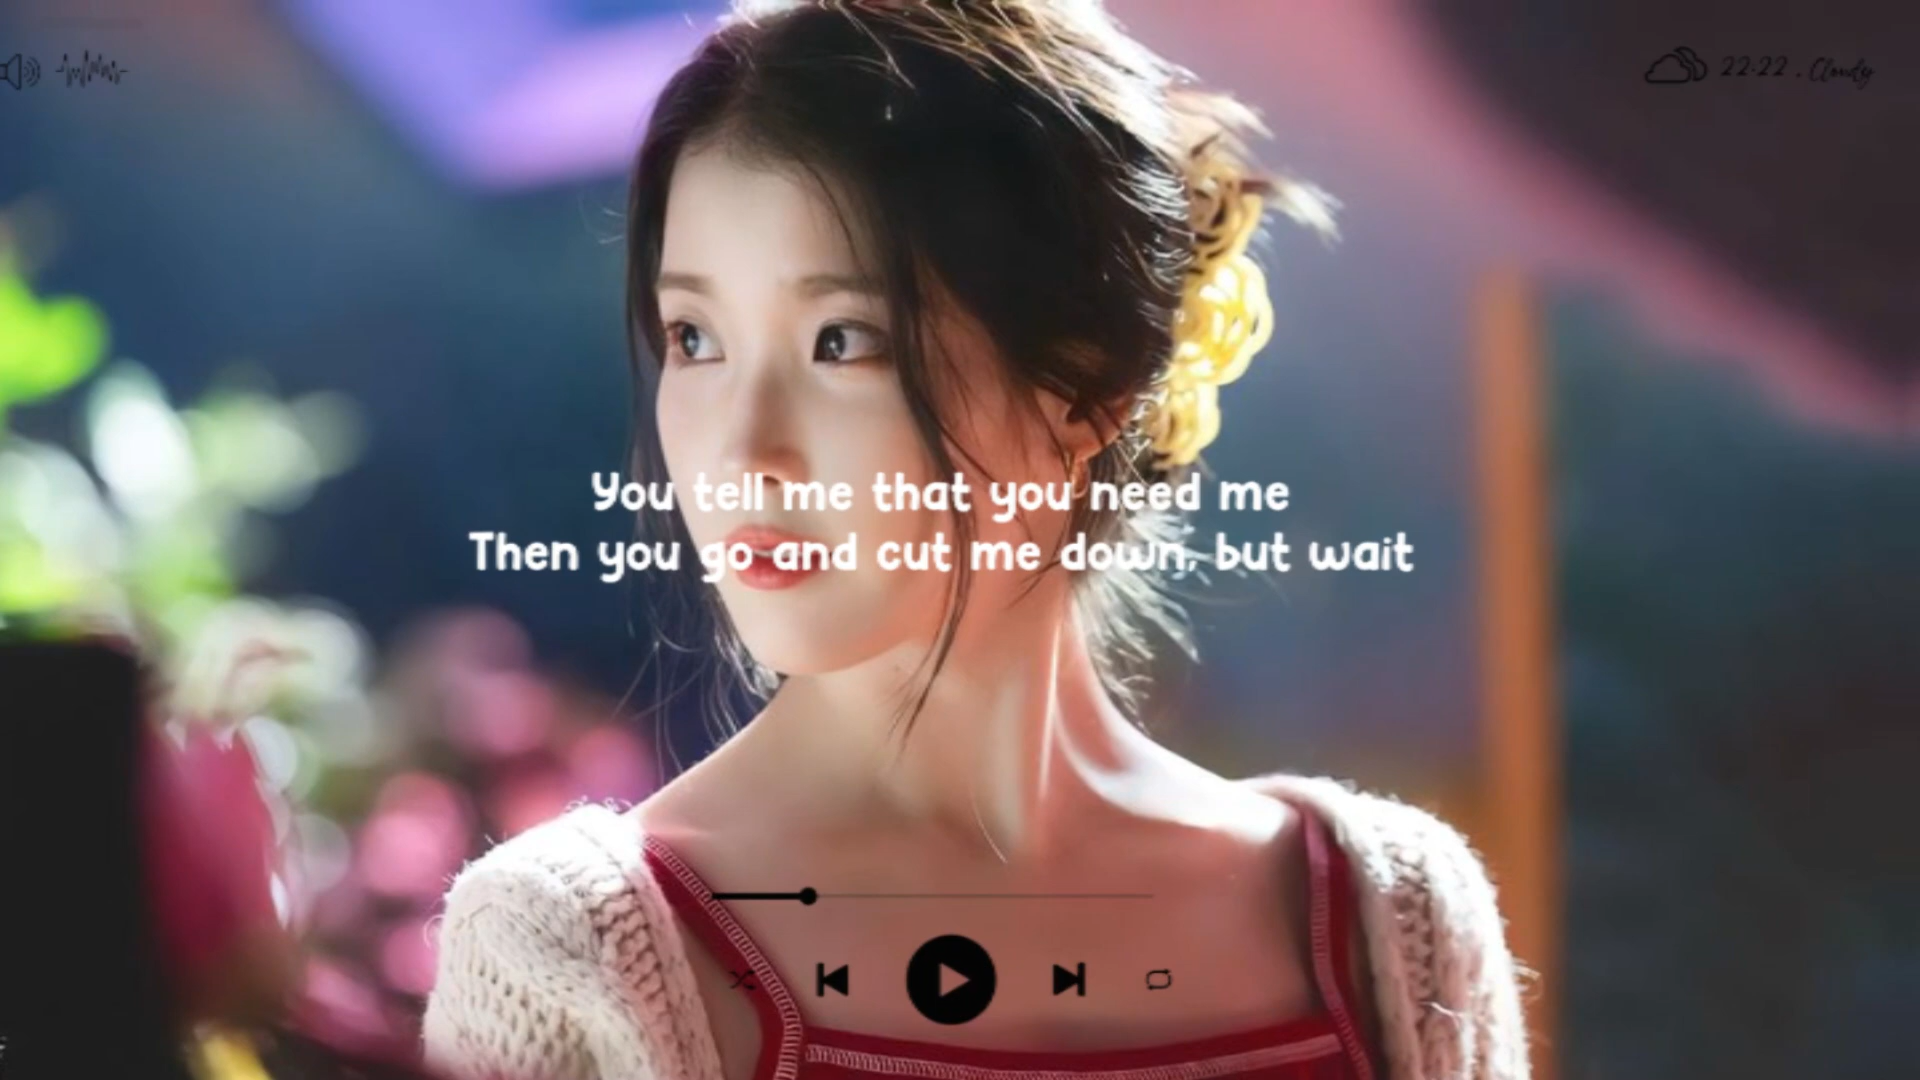 22:22 . Cloudy
You tell me that you need me
Then you go and cut me down, but wait